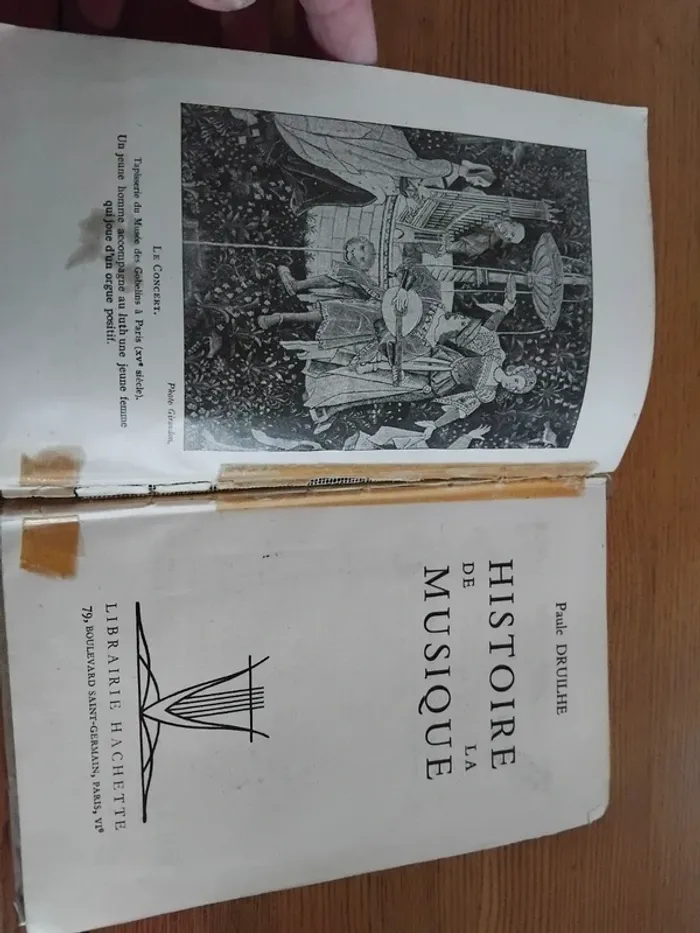 Photo Giraudon.
LE CONCERT.
Tapisserie du Musée des Gobelins à Paris (XVe siècle).
Un jeune homme accompagne au luth une jeune femme
qui joue d'un orgue positif.
Paule DRUILHE
HISTOIRE
DE LA
MUSIQUE
LIBRAIRIE HACHETTE
79, BOULEVARD SAINT-GERMAIN, PARIS, VIe